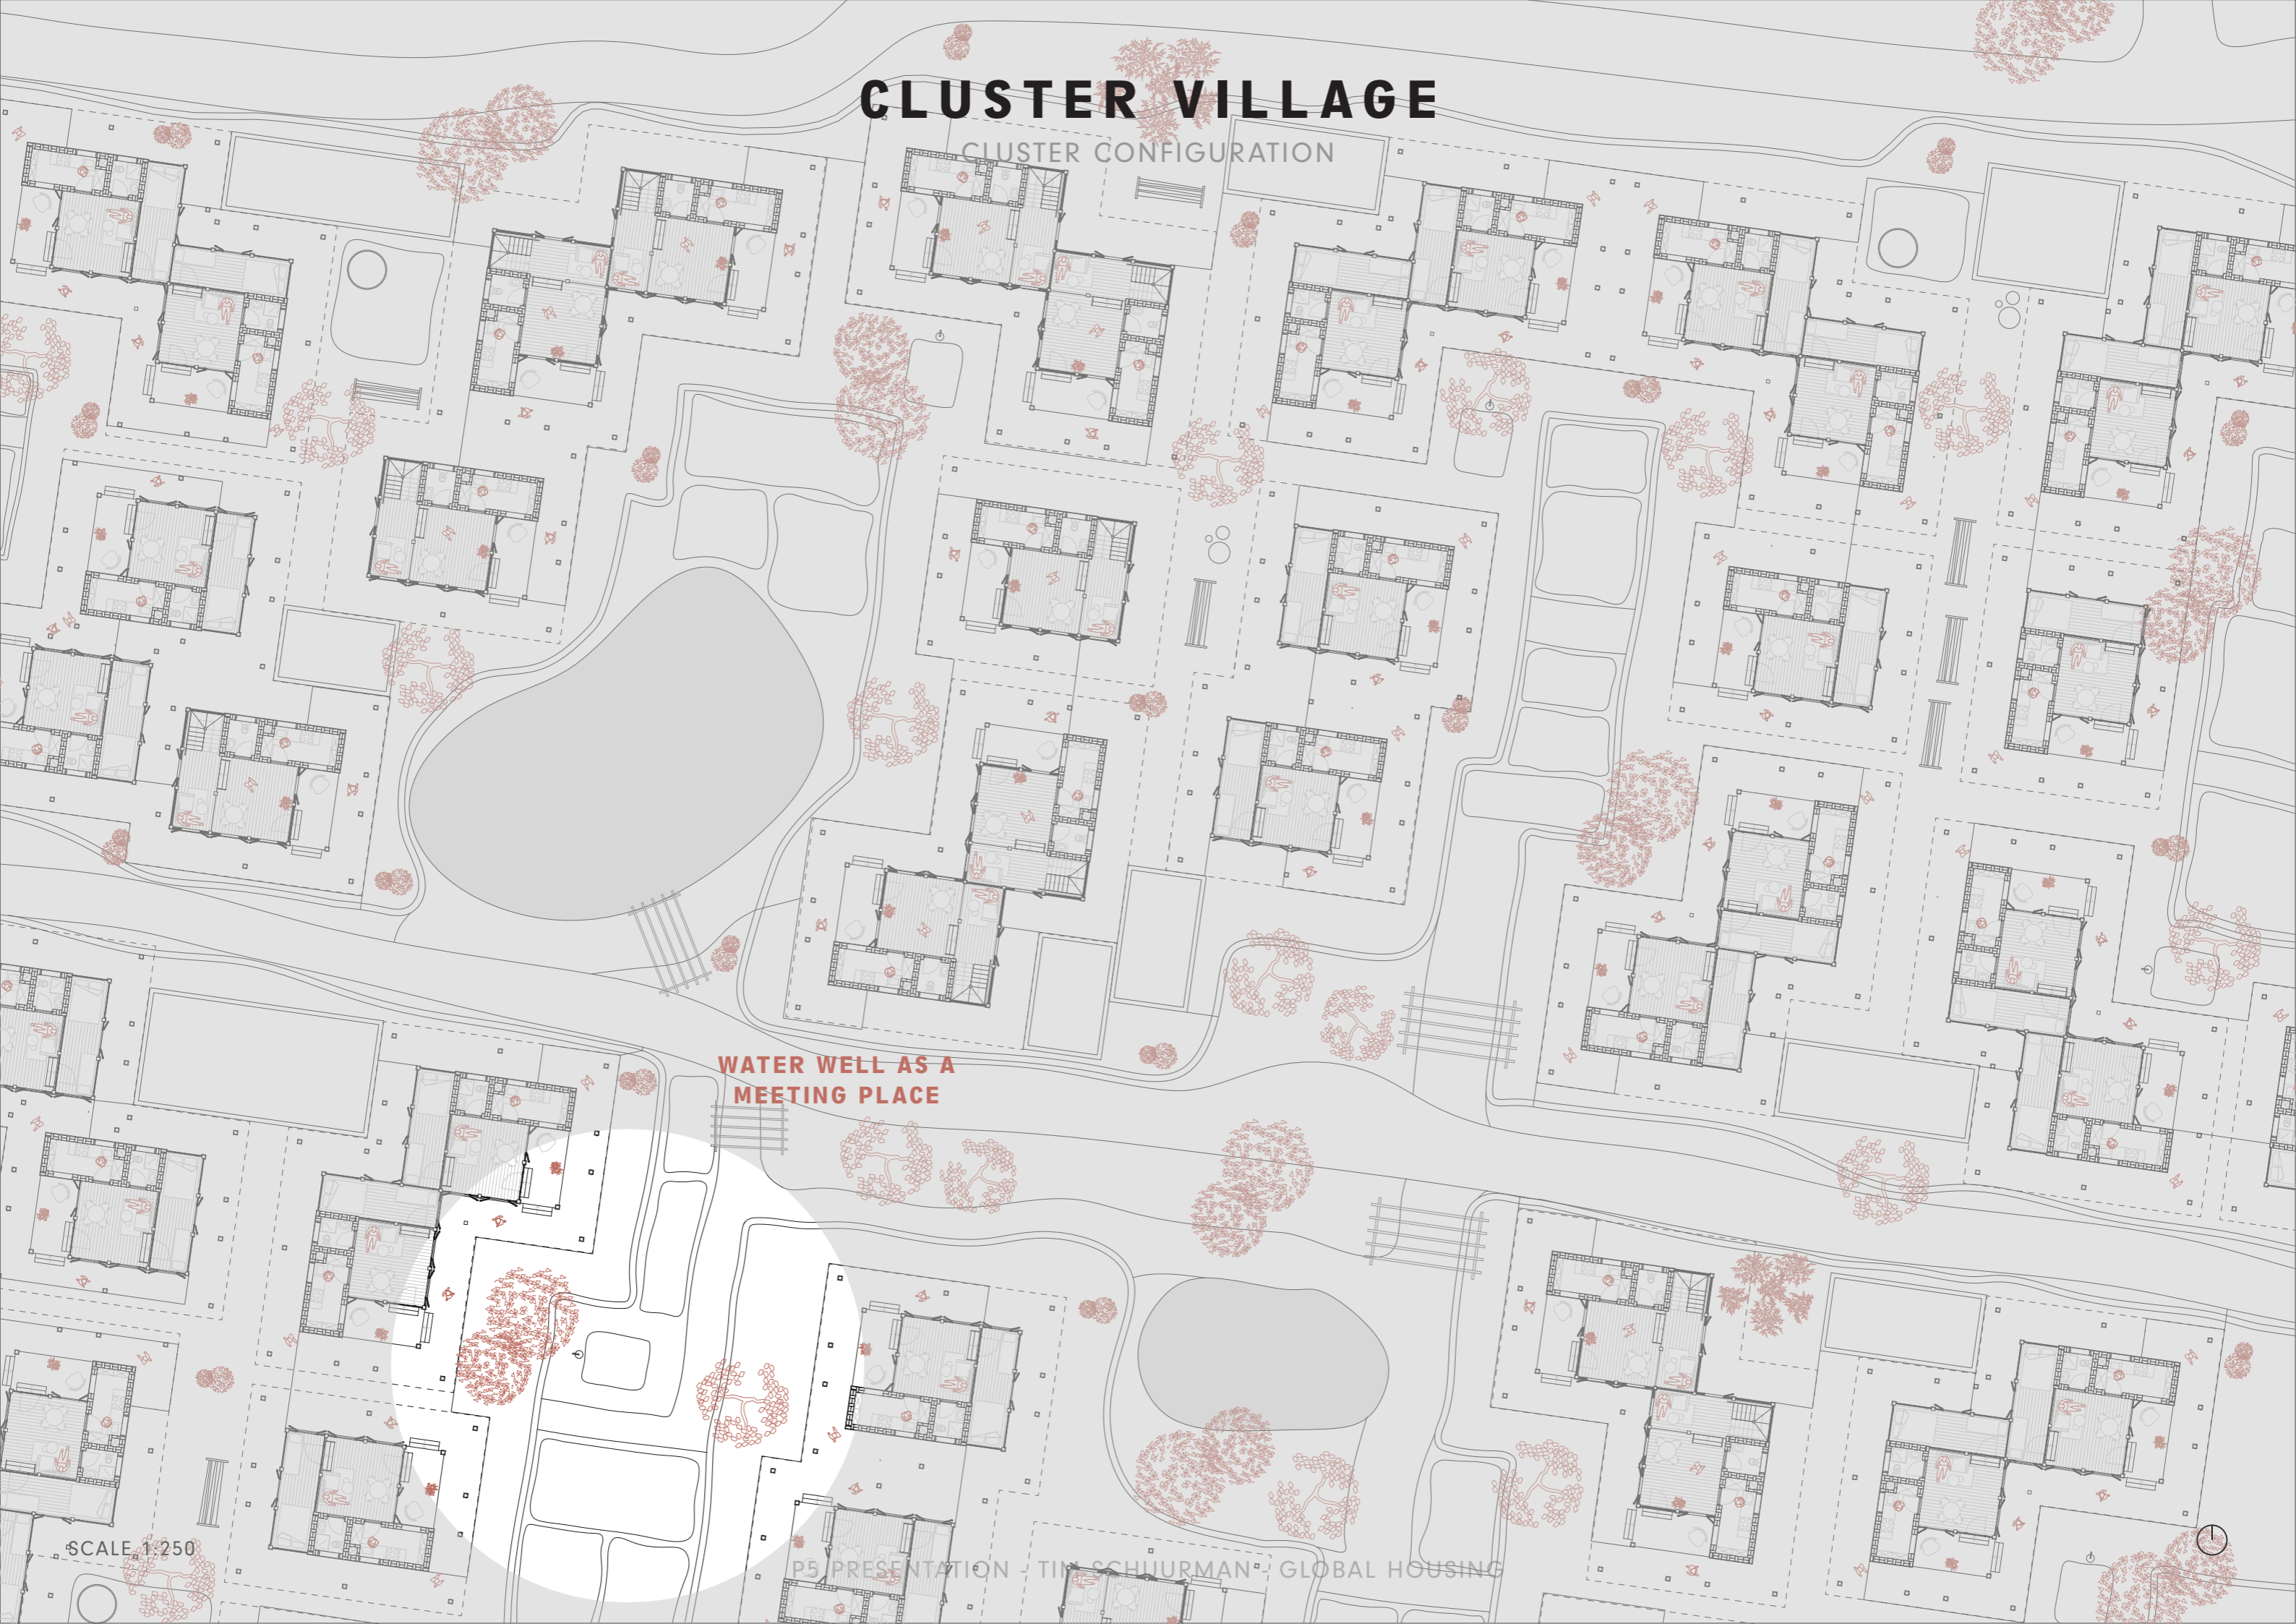 CLUSTER VILLAGE
CLUSTER CONFIGURATION
WATER WELL AS A
MEETING PLACE
SCALE 1:250
P5 PRESENTATION - TIM SCHUURMAN - GLOBAL HOUSING